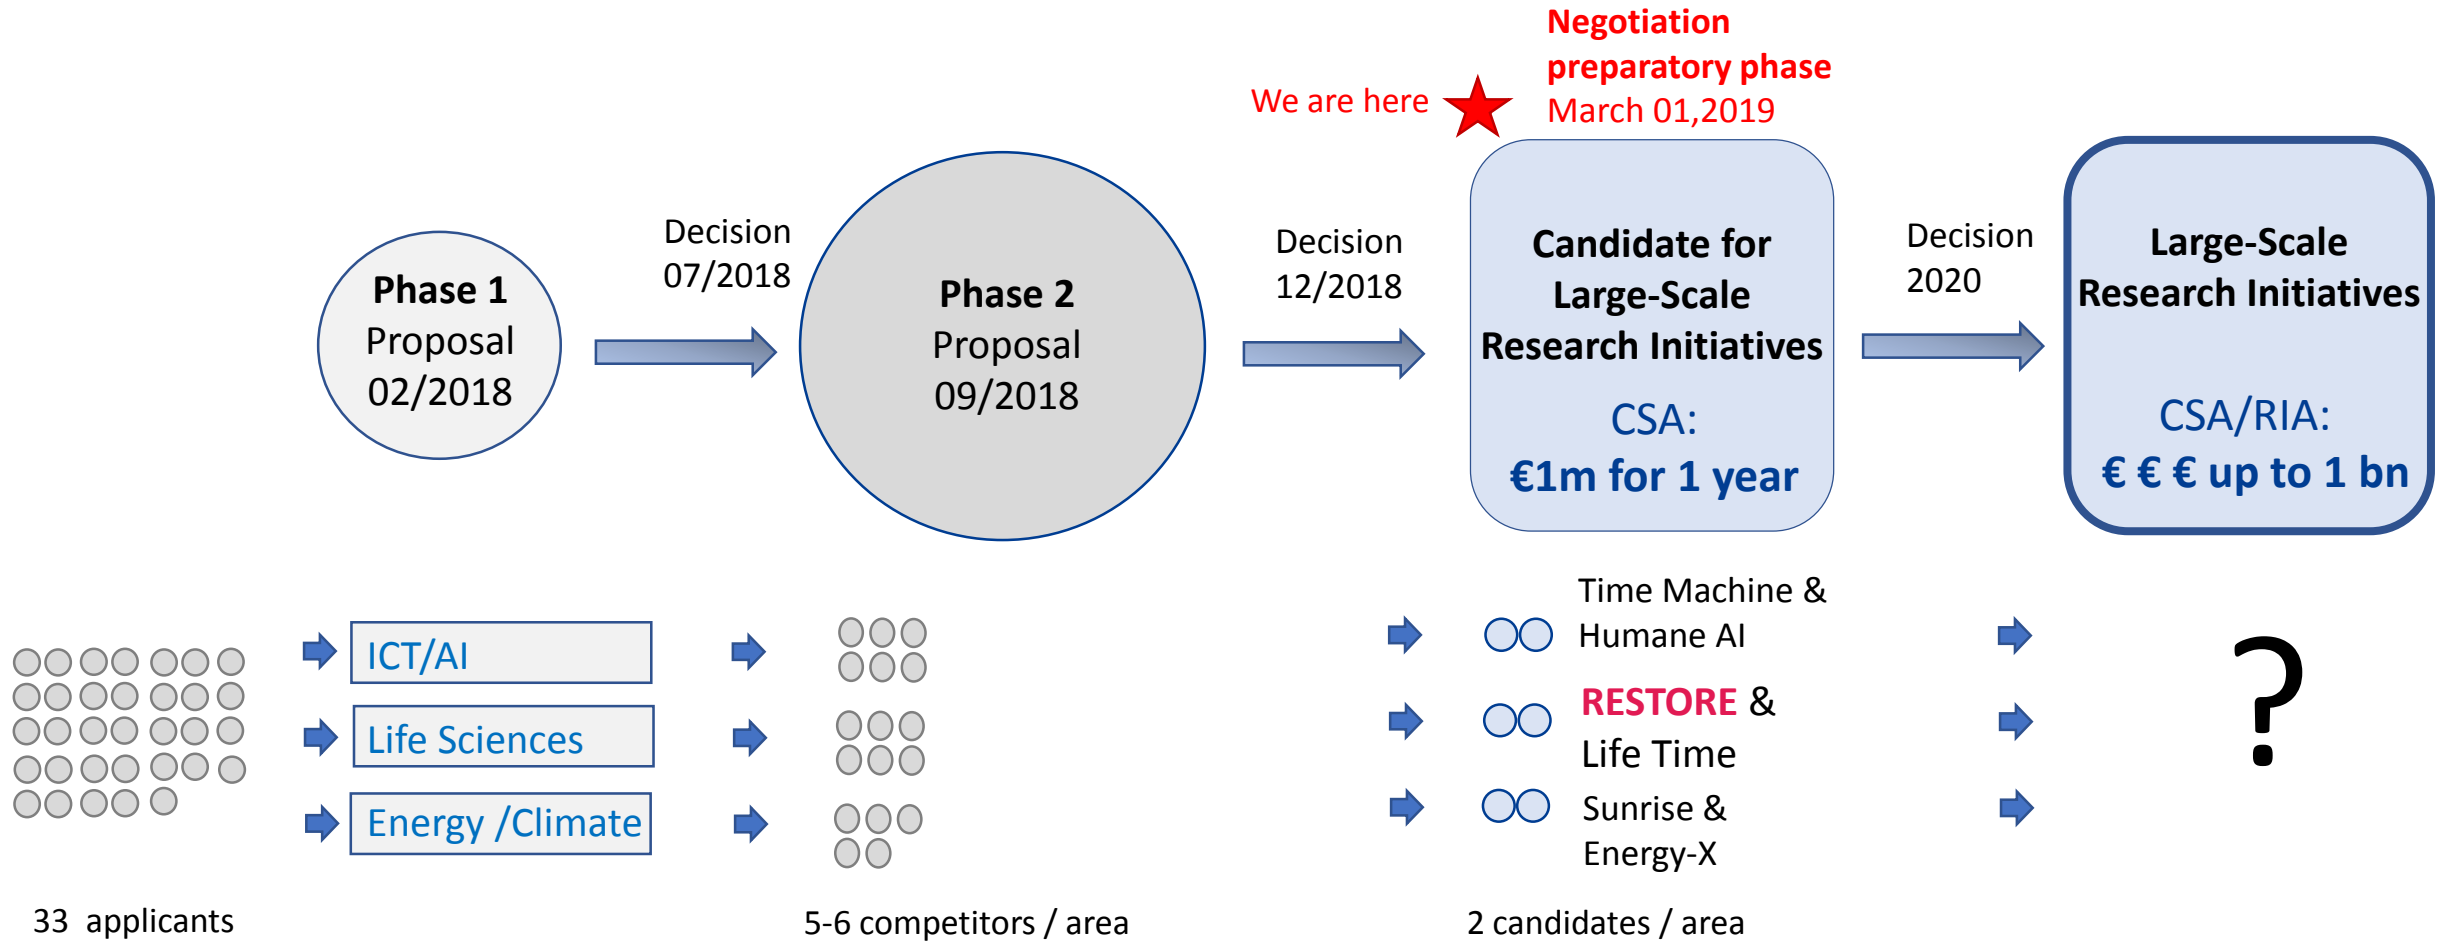 Negotiation
preparatory phase
March 01,2019
We are here
Phase 1
Proposal
02/2018
Decision
07/2018
Phase 2
Proposal
09/2018
Decision
12/2018
Candidate for
Large-Scale
Research Initiatives
CSA:
€1m for 1 year
Decision
2020
Large-Scale
Research Initiatives
CSA/RIA:
€ € € up to 1 bn
ICT/AI
Life Sciences
Energy /Climate
Time Machine &
Humane AI
RESTORE &
Life Time
Sunrise &
Energy-X
?
33 applicants
5-6 competitors / area
2 candidates / area